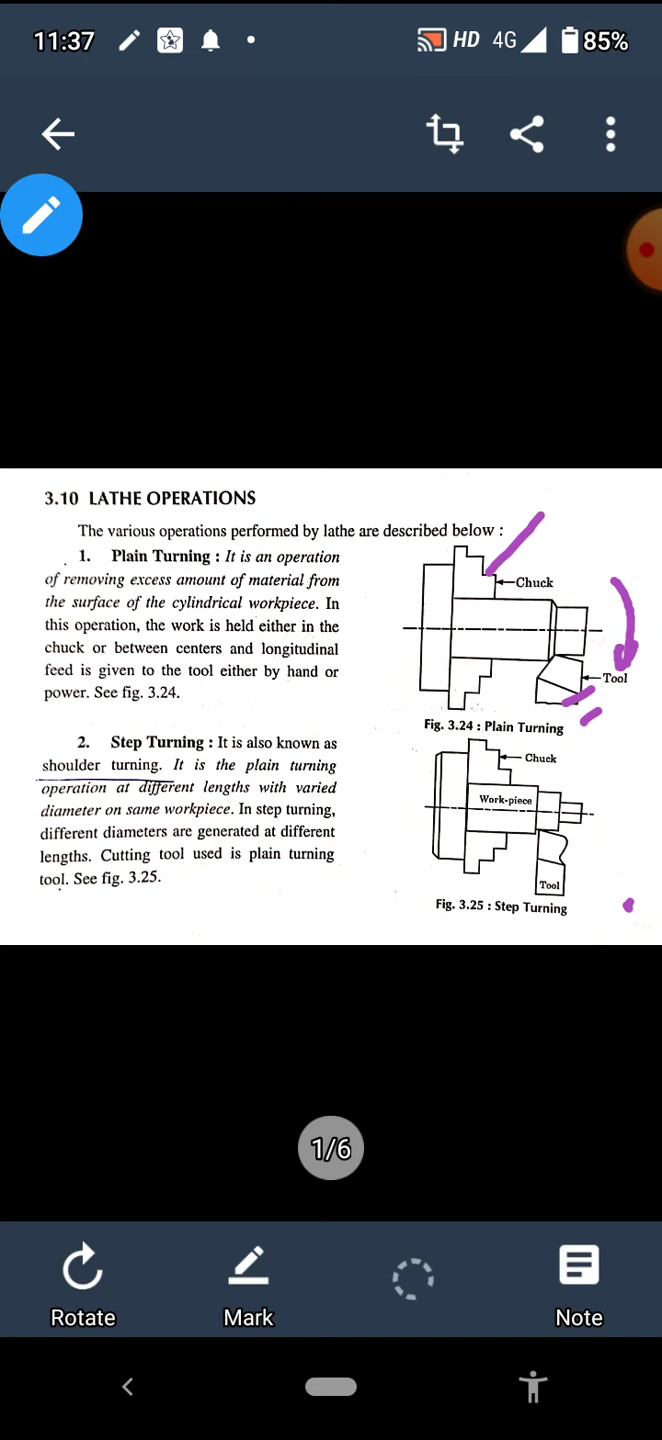 11:37
HD 4G 85%
3.10 LATHE OPERATIONS
The various operations performed by lathe are described below :
1. Plain Turning : It is an operation
of removing excess amount of material from
the surface of the cylindrical workpiece. In
this operation, the work is held either in the
chuck or between centers and longitudinal
feed is given to the tool either by hand or
power. See fig. 3.24.
Chuck
Tool
Fig. 3.24 : Plain Turning
2. Step Turning : It is also known as
shoulder turning. It is the plain turning
operation at different lengths with varied
diameter on same workpiece. In step turning,
different diameters are generated at different
lengths. Cutting tool used is plain turning
tool. See fig. 3.25.
Chuck
Work-piece
Tool
Fig. 3.25 : Step Turning
1/6
Rotate
Mark
Note